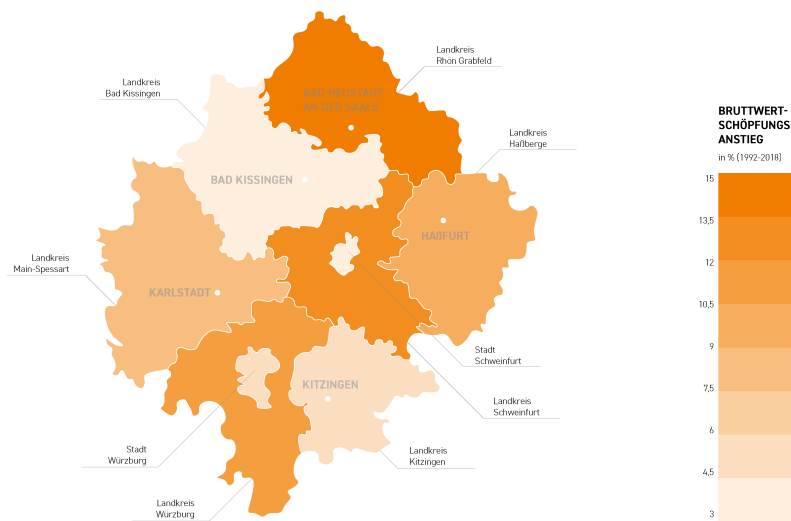 Landkreis
Rhön Grabfeld
Landkreis
Bad Kissingen
BAD NEUSTADT
AN DER SAALE
BRUTTWERT-
SCHÖPFUNGS
ANSTIEG
in % (1992-2018)
Landkreis
Haßberge
BAD KISSINGEN
HAßFURT
Landkreis
Main-Spessart
KARLSTADT
Stadt
Schweinfurt
KITZINGEN
Landkreis
Schweinfurt
Stadt
Würzburg
Landkreis
Kitzingen
Landkreis
Würzburg
15
13,5
12
10,5
9
7,5
6
4,5
3